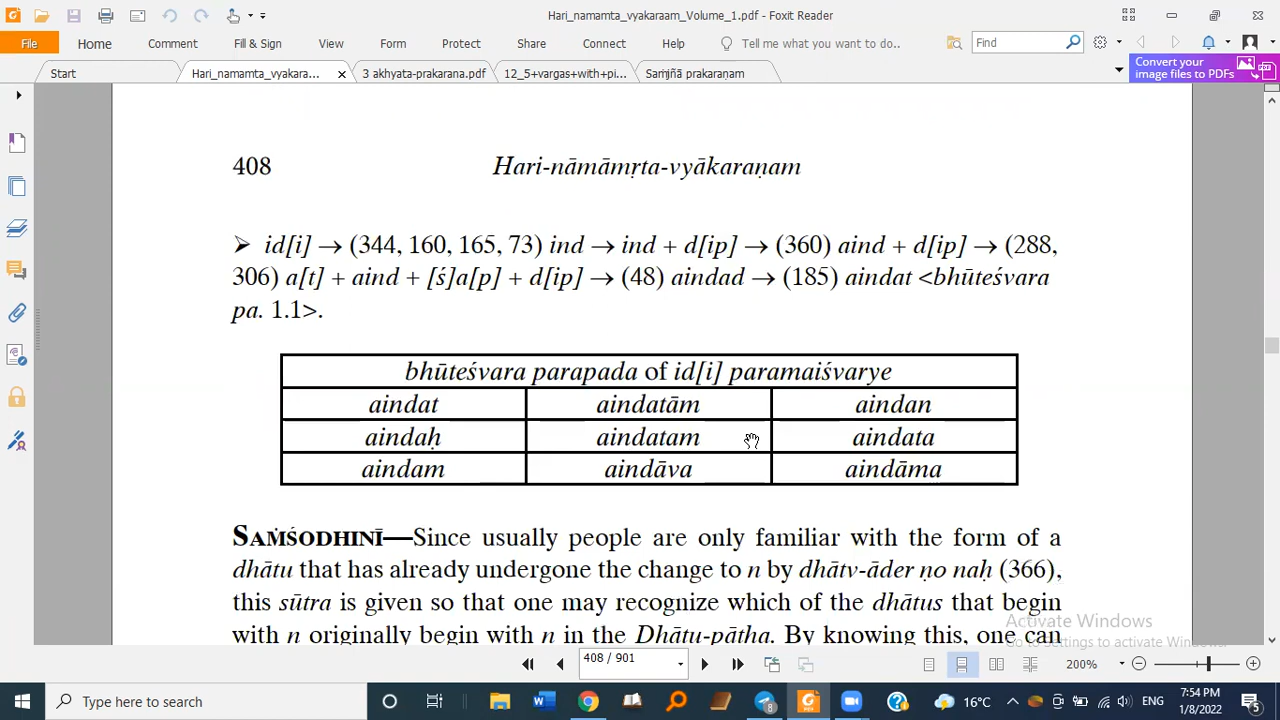 Hari_namamta_vyakaraam_Volume_1.pdf - Foxit Reader
File Home Comment Fill & Sign View Form Protect Share Connect Help Tell me what you want to do.. Find
Start Hari_namamta_vyakara... 3 akhyata-prakarana.pdf 12_5+vargas+with+pi... Saṁjñā prakaraṇam Convert your
image files to PDFs
408 Hari-nāmāmṛta-vyākaraṇam
➢ id[i] → (344, 160, 165, 73) ind → ind + d[ip] → (360) aind + d[ip] → (288,
306) a[t] + aind + [ś]a[p] + d[ip] → (48) aindad → (185) aindat <bhūteśvara
pa. 1.1>.
bhūteśvara parapada of id[i] paramaiśvarye
aindat aindatām aindan
aindaḥ aindatam aindata
aindam aindāva aindāma
SAṀŚODHINĪ—Since usually people are only familiar with the form of a
dhātu that has already undergone the change to n by dhātv-āder ṇo naḥ (366),
this sūtra is given so that one may recognize which of the dhātus that begin
with n originally begin with n in the Dhātu-pāṭha. By knowing this, one can
Activate Windows
Go to Settings to activate Windows.
408 / 901 200%
Type here to search 16°C ENG 7:54 PM
1/8/2022 5